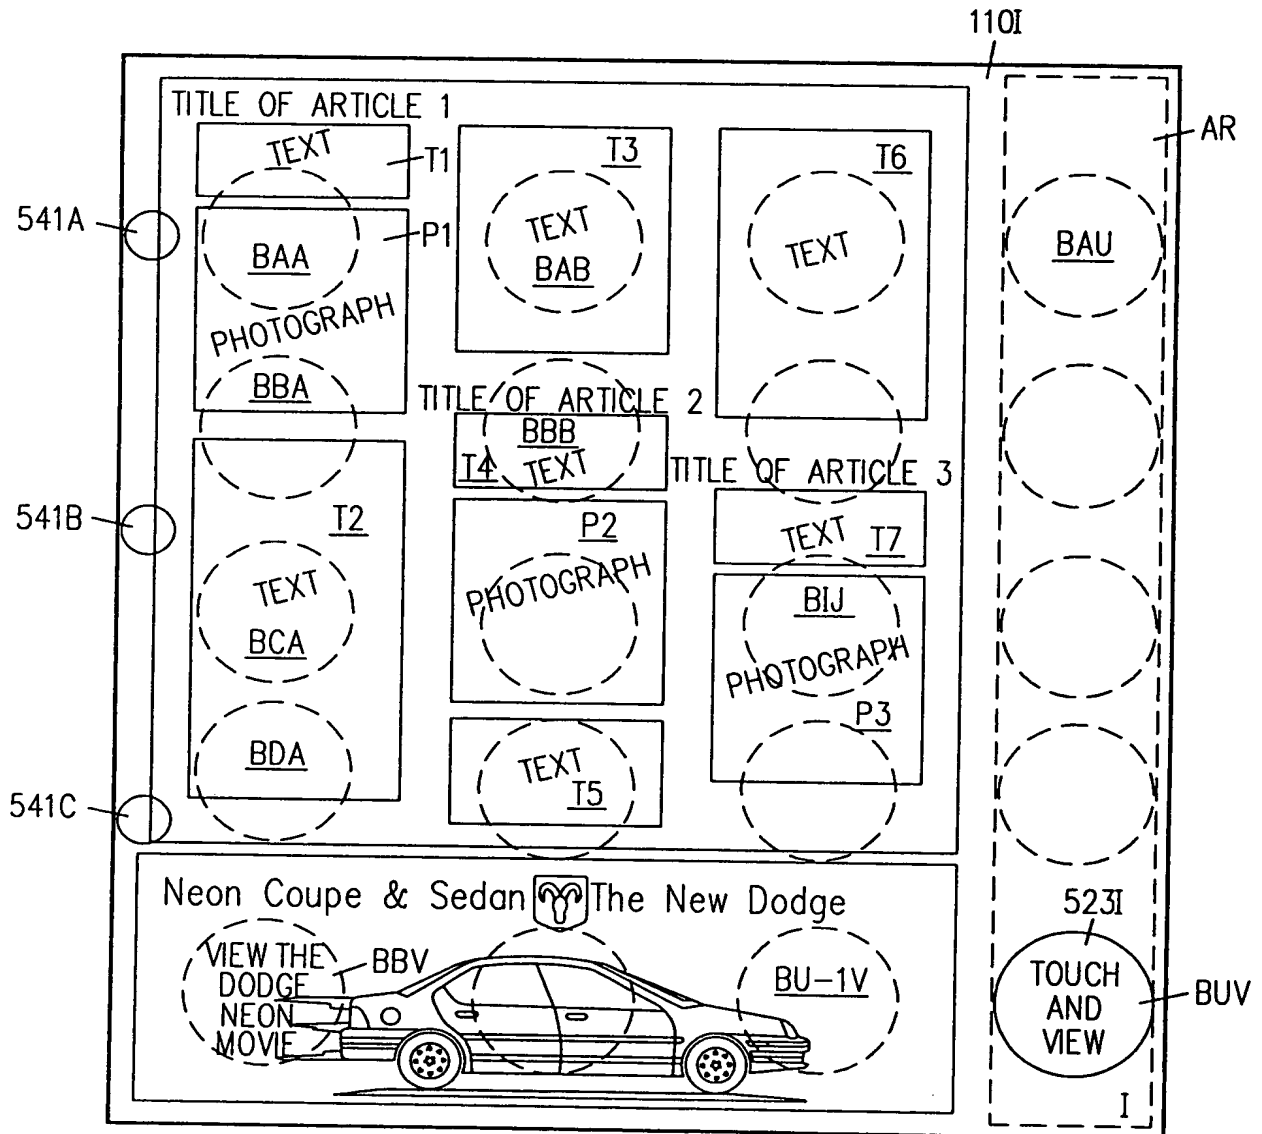 110I
TITLE OF ARTICLE 1
AR
TEXT
T1
T3
T6
541A
P1
BAA
TEXT
BAB
TEXT
BAU
PHOTOGRAPH
BBA
TITLE OF ARTICLE 2
BBB
T4
TEXT
TITLE OF ARTICLE 3
541B
T2
P2
TEXT
T7
PHOTOGRAPH
TEXT
BCA
BIJ
PHOTOGRAPH
P3
BDA
TEXT
T5
541C
Neon Coupe & Sedan The New Dodge
523I
VIEW THE
DODGE
NEON
MOVIE
BBV
BU-1V
TOUCH
AND
VIEW
BUV
I